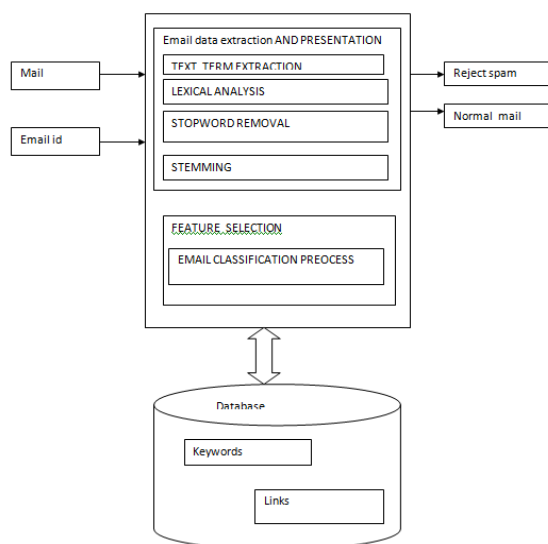 Email data extraction AND PRESENTATION
TEXT TERM EXTRACTION
LEXICAL ANALYSIS
STOPWORD REMOVAL
STEMMING
Mail
Email id
Reject spam
Normal mail
FEATURE SELECTION
EMAIL CLASSIFICATION PREOCESS
Database
Keywords
Links